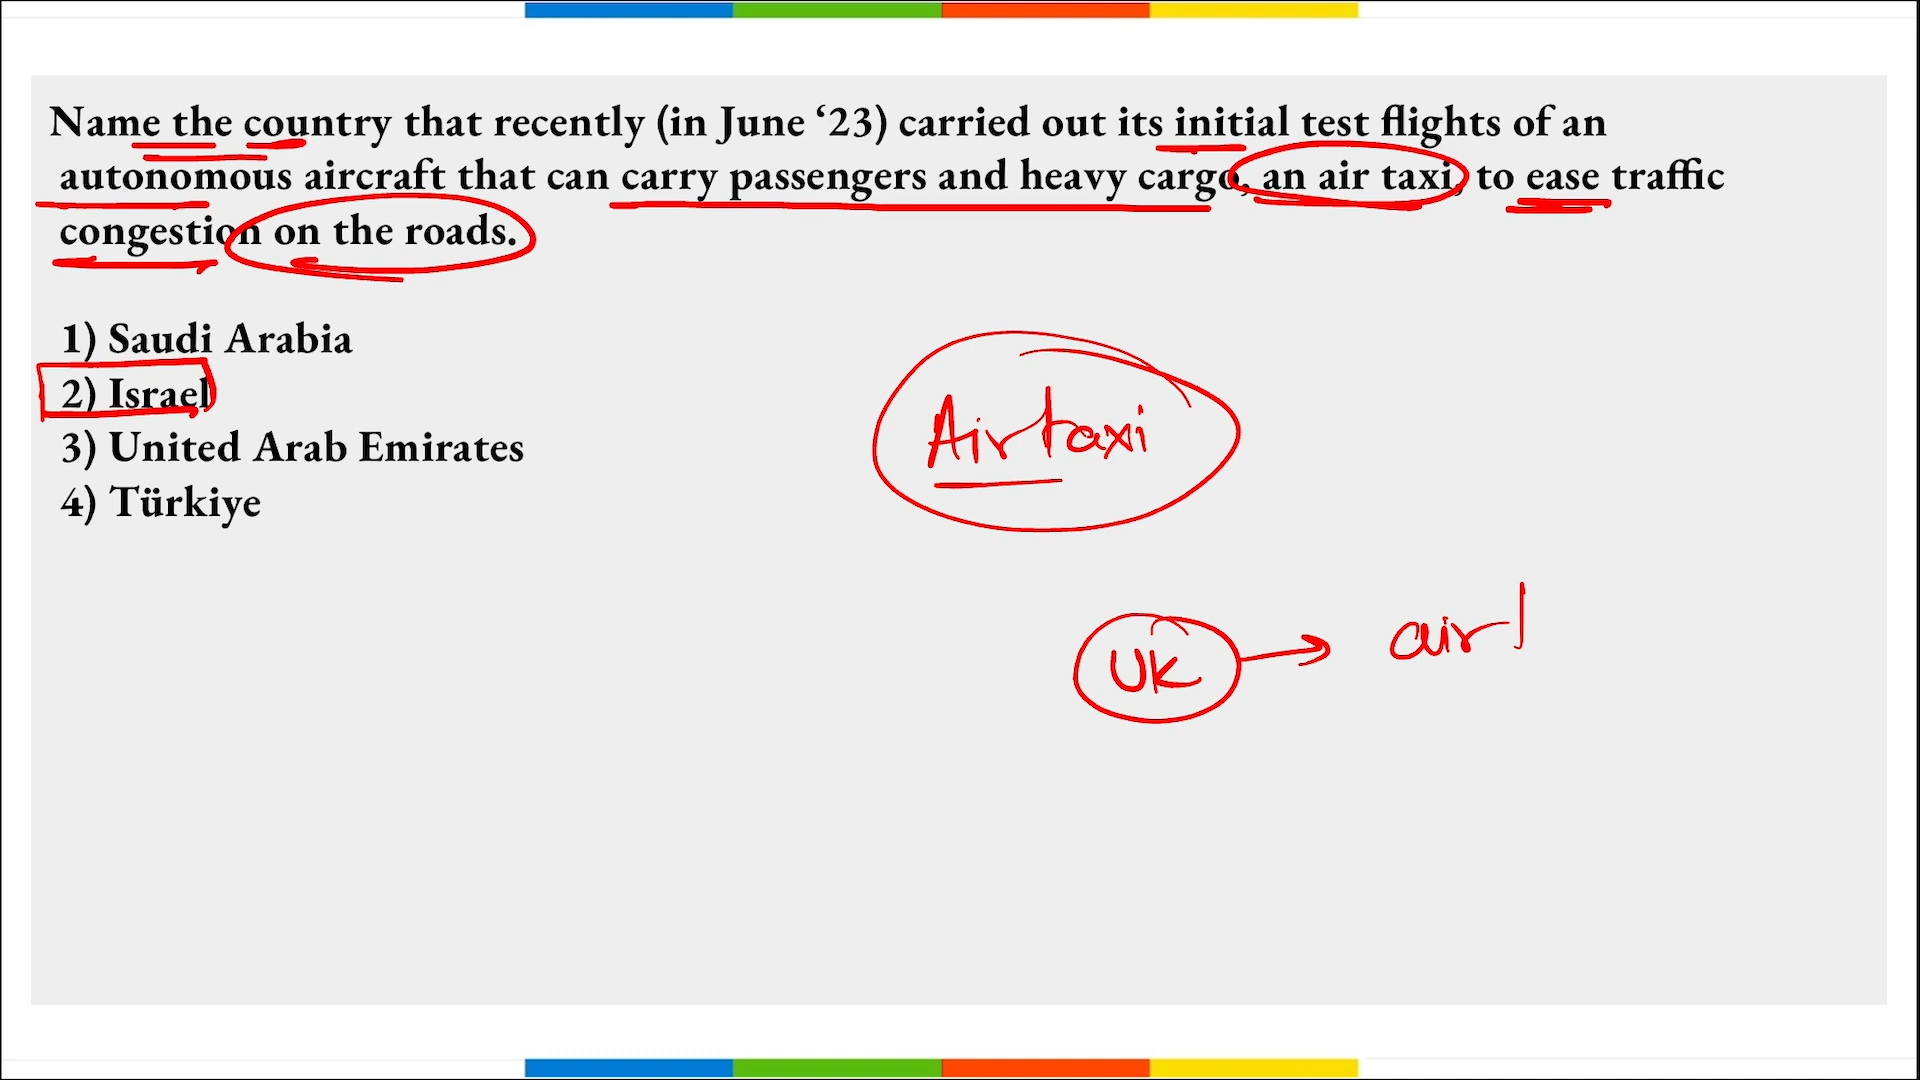 Name the country that recently (in June ‘23) carried out its initial test flights of an
autonomous aircraft that can carry passengers and heavy cargo, an air taxi, to ease traffic
congestion on the roads.
1) Saudi Arabia
2) Israel
3) United Arab Emirates
4) Türkiye
Airtaxi
UK
air